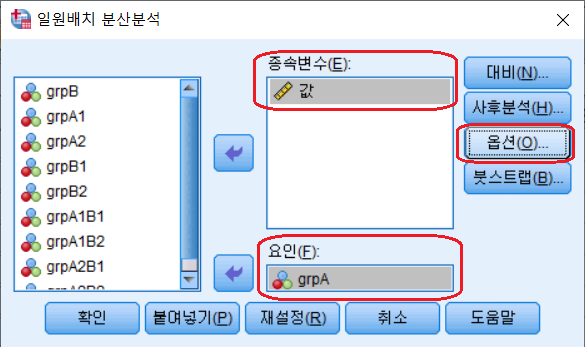 일원배치 분산분석
grpB
grpA1
grpA2
grpB1
grpB2
grpA1B1
grpA1B2
grpA2B1
종속변수(E):
값
요인(F):
grpA
대비(N)...
사후분석(H)...
옵션(O)...
붓스트랩(B)...
확인
붙여넣기(P)
재설정(R)
취소
도움말